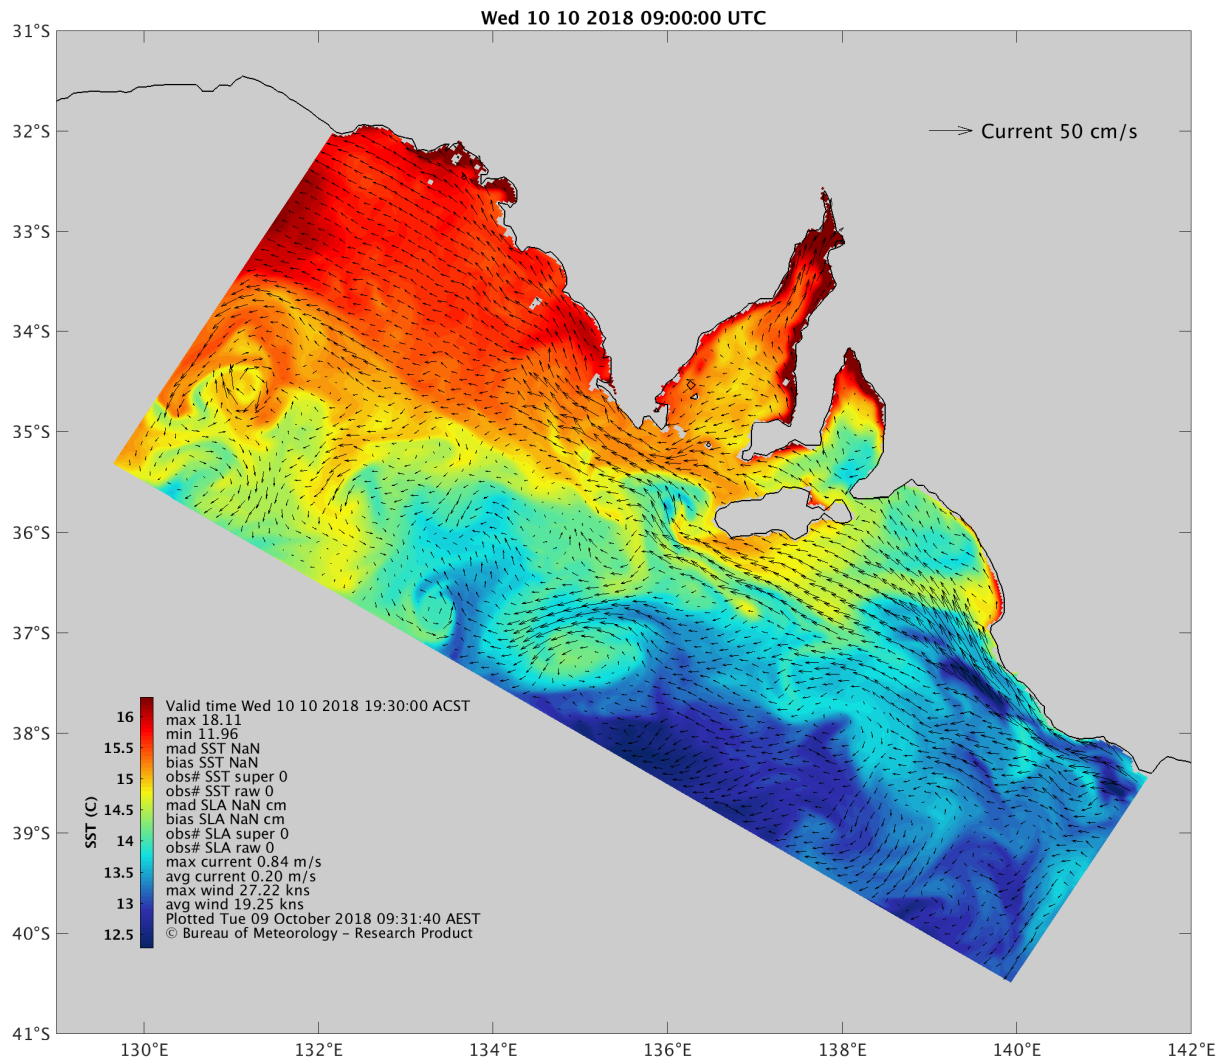 Wed 10 10 2018 09:00:00 UTC
31°S
32°S
33°S
34°S
35°S
36°S
37°S
38°S
39°S
40°S
41°S
Current 50 cm/s
Valid time Wed 10 10 2018 19:30:00 ACST
max 18.11
min 11.96
mad SST NaN
bias SST NaN
obs# SST super 0
obs# SST raw 0
mad SLA NaN cm
bias SLA NaN cm
obs# SLA super 0
obs# SLA raw 0
max current 0.84 m/s
avg current 0.20 m/s
max wind 27.22 kns
avg wind 19.25 kns
Plotted Tue 09 October 2018 09:31:40 AEST
© Bureau of Meteorology – Research Product
SST (C)
16
15.5
15
14.5
14
13.5
13
12.5
130°E
132°E
134°E
136°E
138°E
140°E
142°E